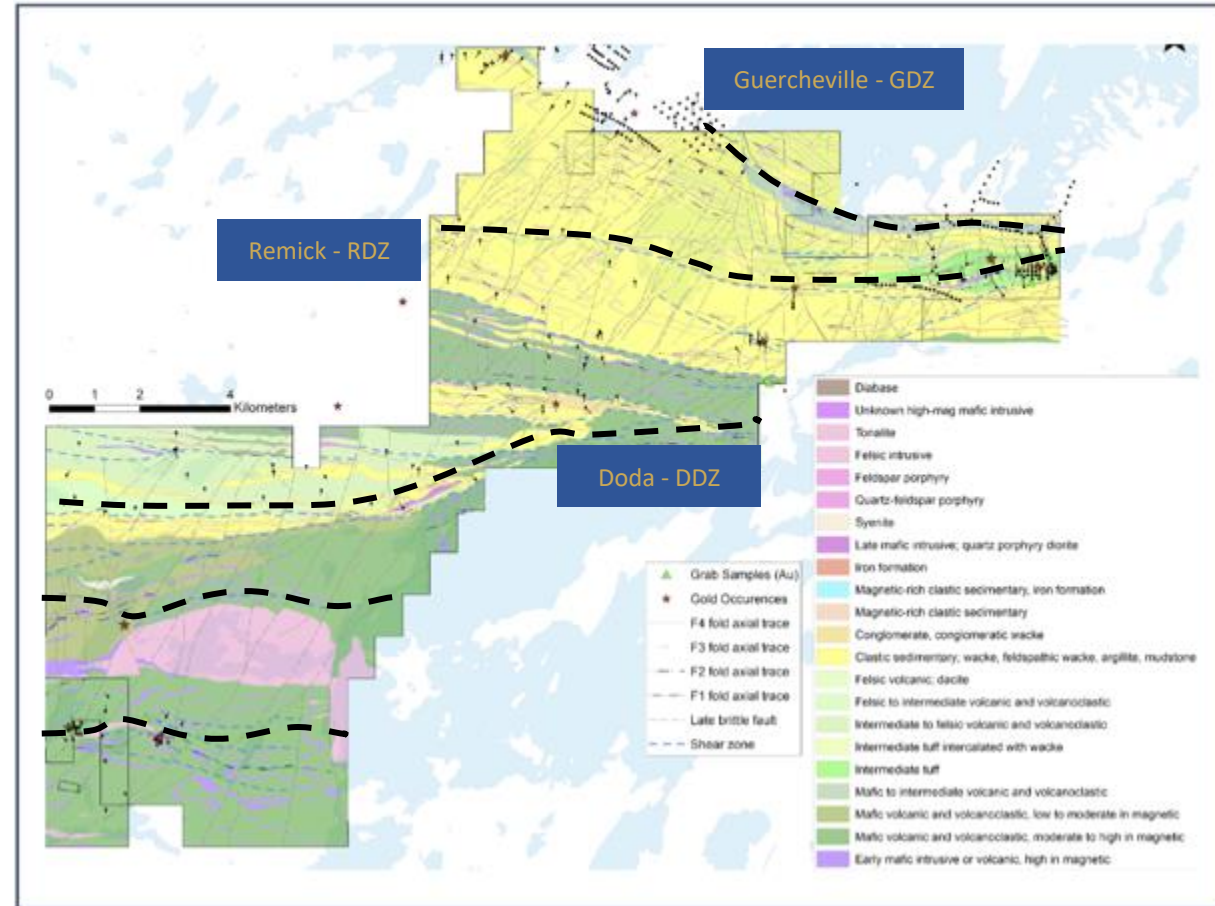 Guercheville - GDZ
Remick - RDZ
Doda - DDZ
0 1 2 4
Kilometers
Grab Samples (Au)
Gold Occurences
F4 fold axial trace
F3 fold axial trace
F2 fold axial trace
F1 fold axial trace
Late brittle fault
Shear zone
Diabase
Unknown high-mag mafic intrusive
Tonalite
Felsic intrusive
Feldspar porphyry
Quartz-feldspar porphyry
Syenite
Late mafic intrusive; quartz porphyry diorite
Iron formation
Magnetic-rich clastic sedimentary, iron formation
Magnetic-rich clastic sedimentary
Conglomerate, conglomeratic wacke
Clastic sedimentary; wacke, feldspathic wacke, argillite, mudstone
Felsic volcanic; dacite
Felsic to intermediate volcanic and volcanoclastic
Intermediate to felsic volcanic and volcanoclastic
Intermediate tuff intercalated with wacke
Intermediate tuff
Mafic to intermediate volcanic and volcanoclastic
Mafic volcanic and volcanoclastic, low to moderate in magnetic
Mafic volcanic and volcanoclastic, moderate to high in magnetic
Early mafic intrusive or volcanic, high in magnetic